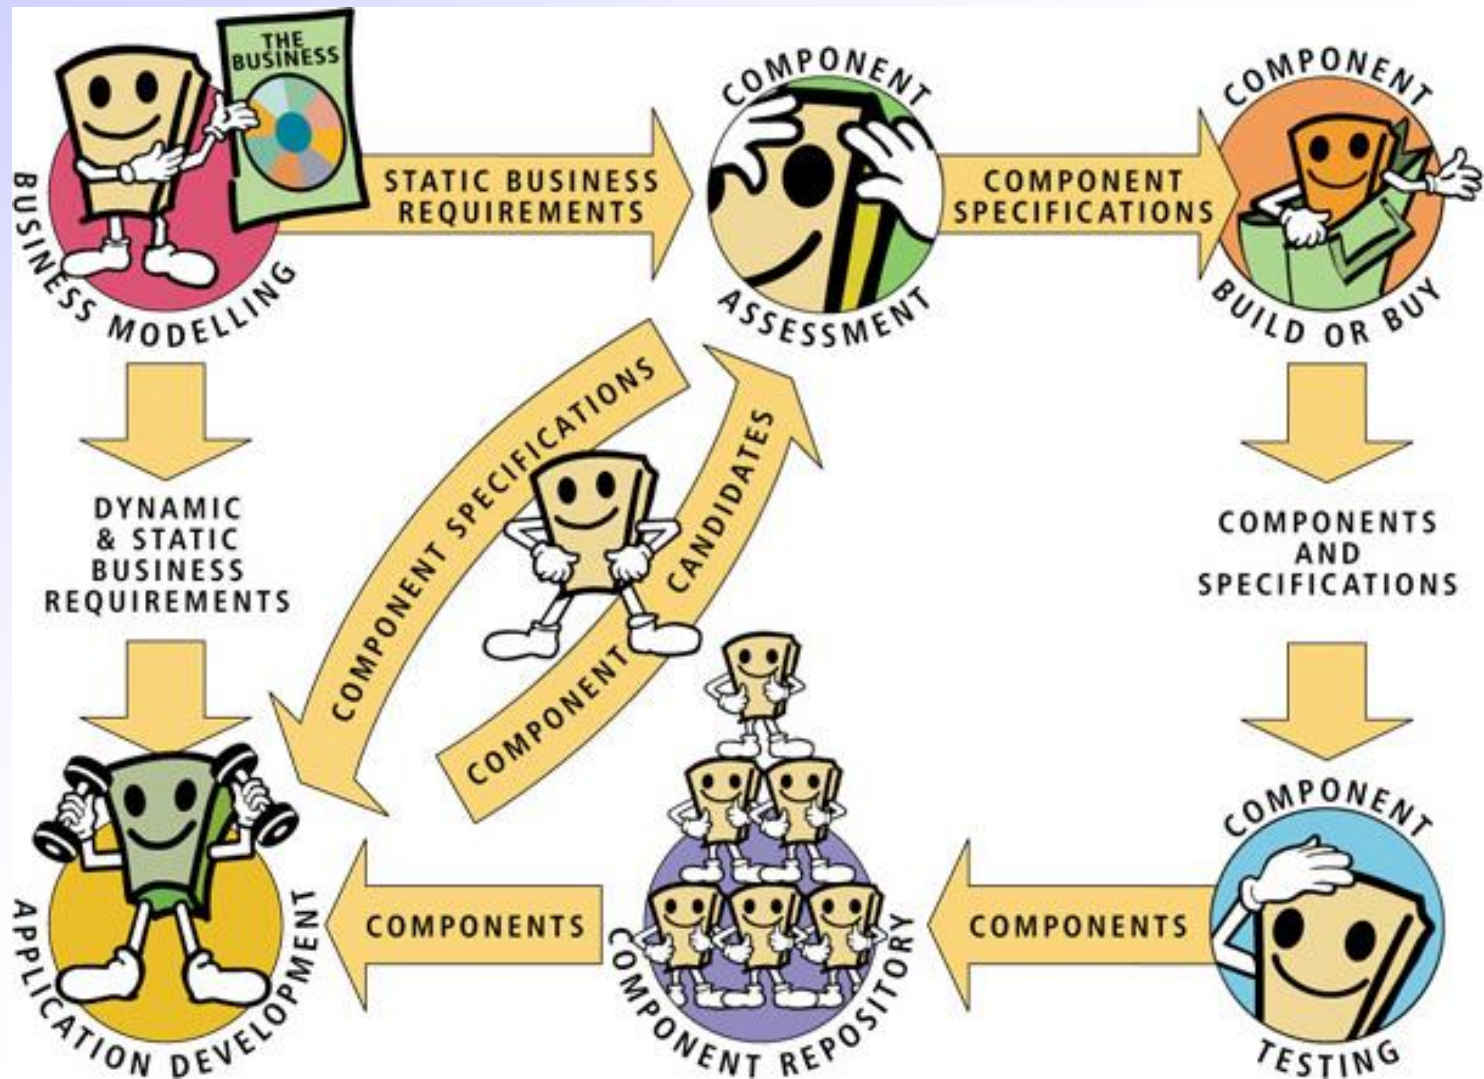 THE
BUSINESS
BUSINESS MODELLING
STATIC BUSINESS
REQUIREMENTS
COMPONENT
ASSESSMENT
COMPONENT
SPECIFICATIONS
COMPONENT
BUILD OR BUY
DYNAMIC
& STATIC
BUSINESS
REQUIREMENTS
COMPONENT SPECIFICATIONS
COMPONENT CANDIDATES
COMPONENTS
AND
SPECIFICATIONS
APPLICATION DEVELOPMENT
COMPONENTS
COMPONENT REPOSITORY
COMPONENTS
COMPONENT
TESTING